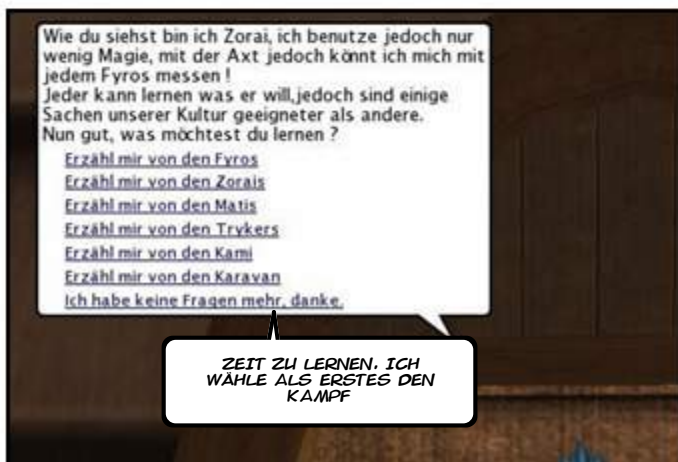 Wie du siehst bin ich Zorai, ich benutze jedoch nur
wenig Magie, mit der Axt jedoch könnt ich mich mit
jedem Fyros messen !
Jeder kann lernen was er will,jedoch sind einige
Sachen unserer Kultur geeigneter als andere.
Nun gut, was möchtest du lernen ?
Erzähl mir von den Fyros
Erzähl mir von den Zorais
Erzähl mir von den Matis
Erzähl mir von den Trykers
Erzähl mir von den Kami
Erzähl mir von den Karavan
Ich habe keine Fragen mehr, danke.
ZEIT ZU LERNEN. ICH
WÄHLE ALS ERSTES DEN
KAMPF